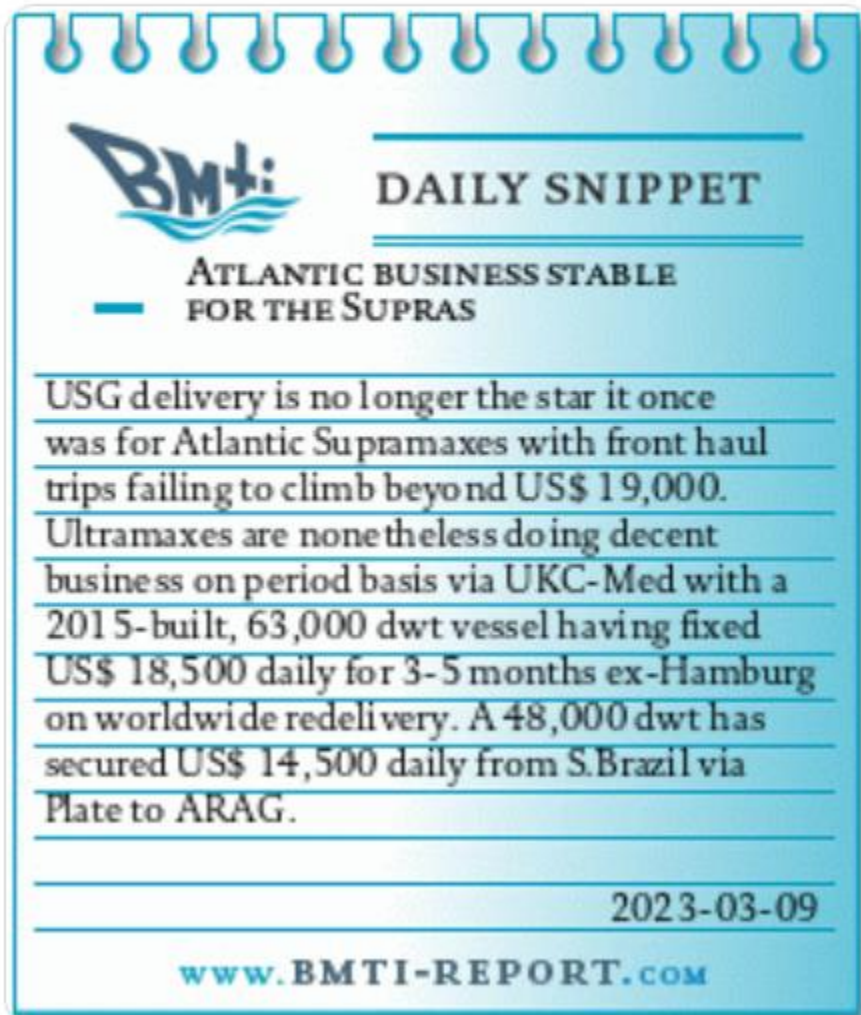 BMti
DAILY SNIPPET
ATLANTIC BUSINESS STABLE
FOR THE SUPRAS
USG delivery is no longer the star it once
was for Atlantic Supramaxes with front haul
trips failing to climb beyond US$ 19,000.
Ultramaxes are nonetheless doing decent
business on period basis via UKC-Med with a
2015-built, 63,000 dwt vessel having fixed
US$ 18,500 daily for 3-5 months ex-Hamburg
on worldwide redelivery. A 48,000 dwt has
secured US$ 14,500 daily from S.Brazil via
Plate to ARAG.
2023-03-09
WWW.BMTI-REPORT.COM